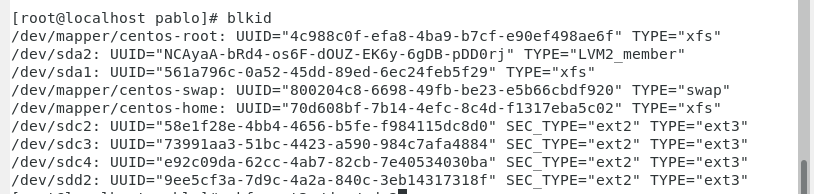 [root@localhost pablo]# blkid
/dev/mapper/centos-root: UUID="4c988c0f-efa8-4ba9-b7cf-e90ef498ae6f" TYPE="xfs"
/dev/sda2: UUID="NCAyaA-bRd4-os6F-dOUZ-EK6y-6gDB-pDD0rj" TYPE="LVM2_member"
/dev/sda1: UUID="561a796c-0a52-45dd-89ed-6ec24feb5f29" TYPE="xfs"
/dev/mapper/centos-swap: UUID="800204c8-6698-49fb-be23-e5b66cbdf920" TYPE="swap"
/dev/mapper/centos-home: UUID="70d608bf-7b14-4efc-8c4d-f1317eba5c02" TYPE="xfs"
/dev/sdc2: UUID="58e1f28e-4bb4-4656-b5fe-f984115dc8d0" SEC_TYPE="ext2" TYPE="ext3"
/dev/sdc3: UUID="73991aa3-51bc-4423-a590-984c7afa4884" SEC_TYPE="ext2" TYPE="ext3"
/dev/sdc4: UUID="e92c09da-62cc-4ab7-82cb-7e40534030ba" SEC_TYPE="ext2" TYPE="ext3"
/dev/sdd2: UUID="9ee5cf3a-7d9c-4a2a-840c-3eb14317318f" SEC_TYPE="ext2" TYPE="ext3"